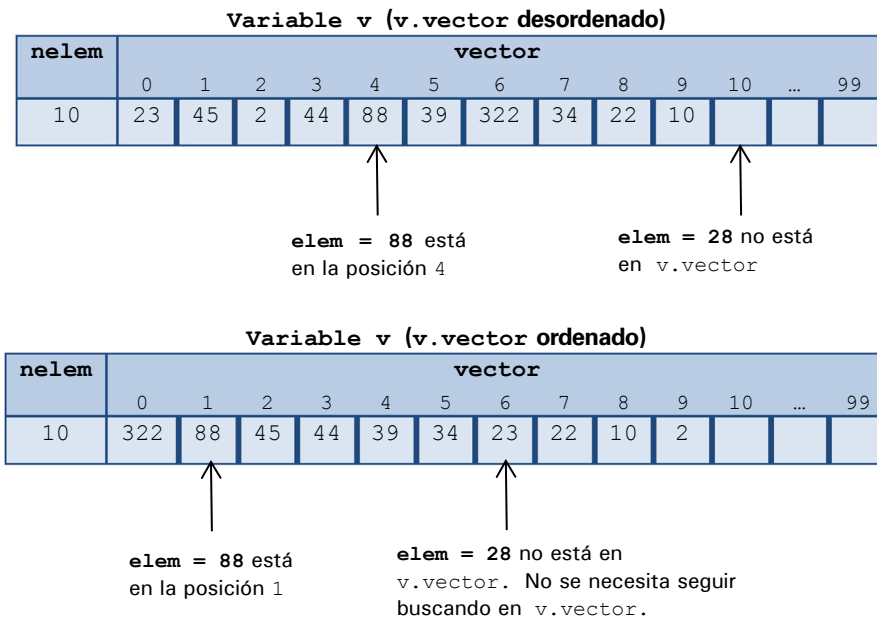 Variable v (v.vector desordenado)
nelem vector
0 1 2 3 4 5 6 7 8 9 10 … 99
10 23 45 2 44 88 39 322 34 22 10
elem = 88 está
en la posición 4
elem = 28 no está
en v.vector
Variable v (v.vector ordenado)
nelem vector
0 1 2 3 4 5 6 7 8 9 10 … 99
10 322 88 45 44 39 34 23 22 10 2
elem = 88 está
en la posición 1
elem = 28 no está en
v.vector. No se necesita seguir
buscando en v.vector.